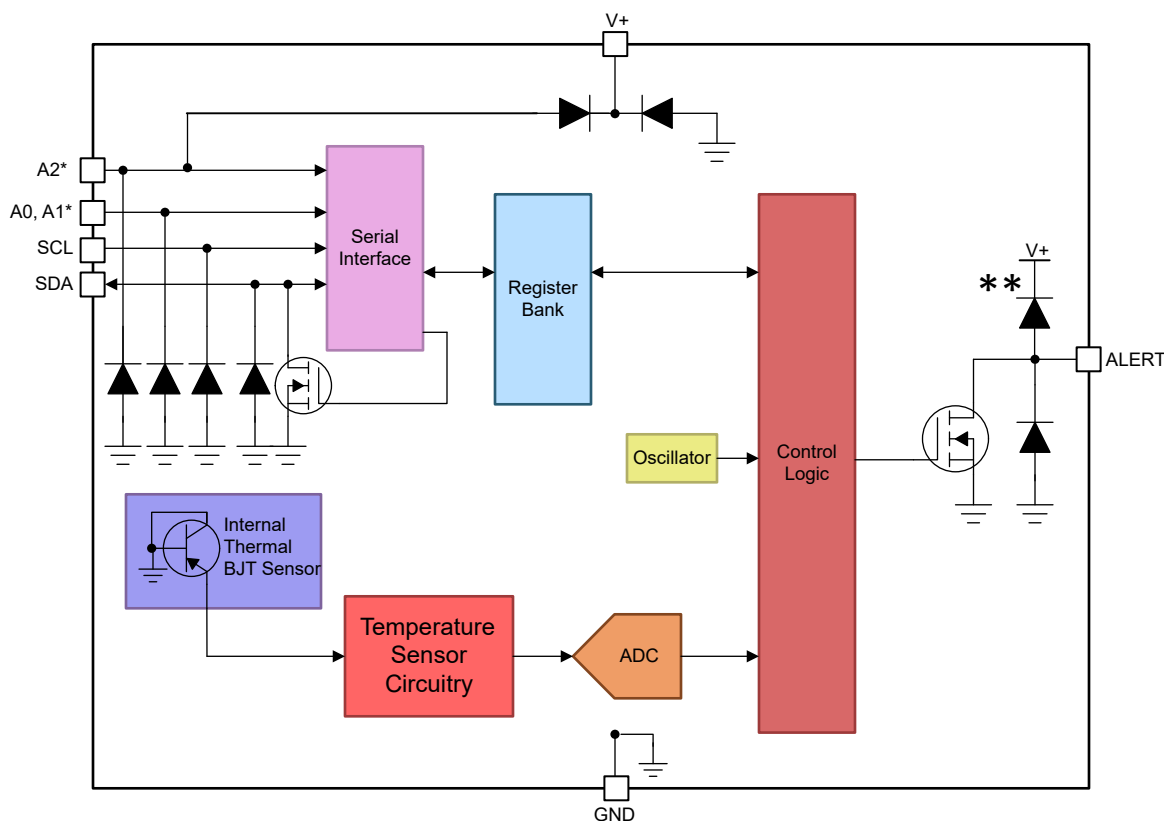 V+
A2*
A0, A1*
SCL
SDA
Serial
Interface
Register
Bank
V+
**
ALERT
Oscillator
Control
Logic
Internal
Thermal
BJT Sensor
Temperature
Sensor
Circuitry
ADC
GND